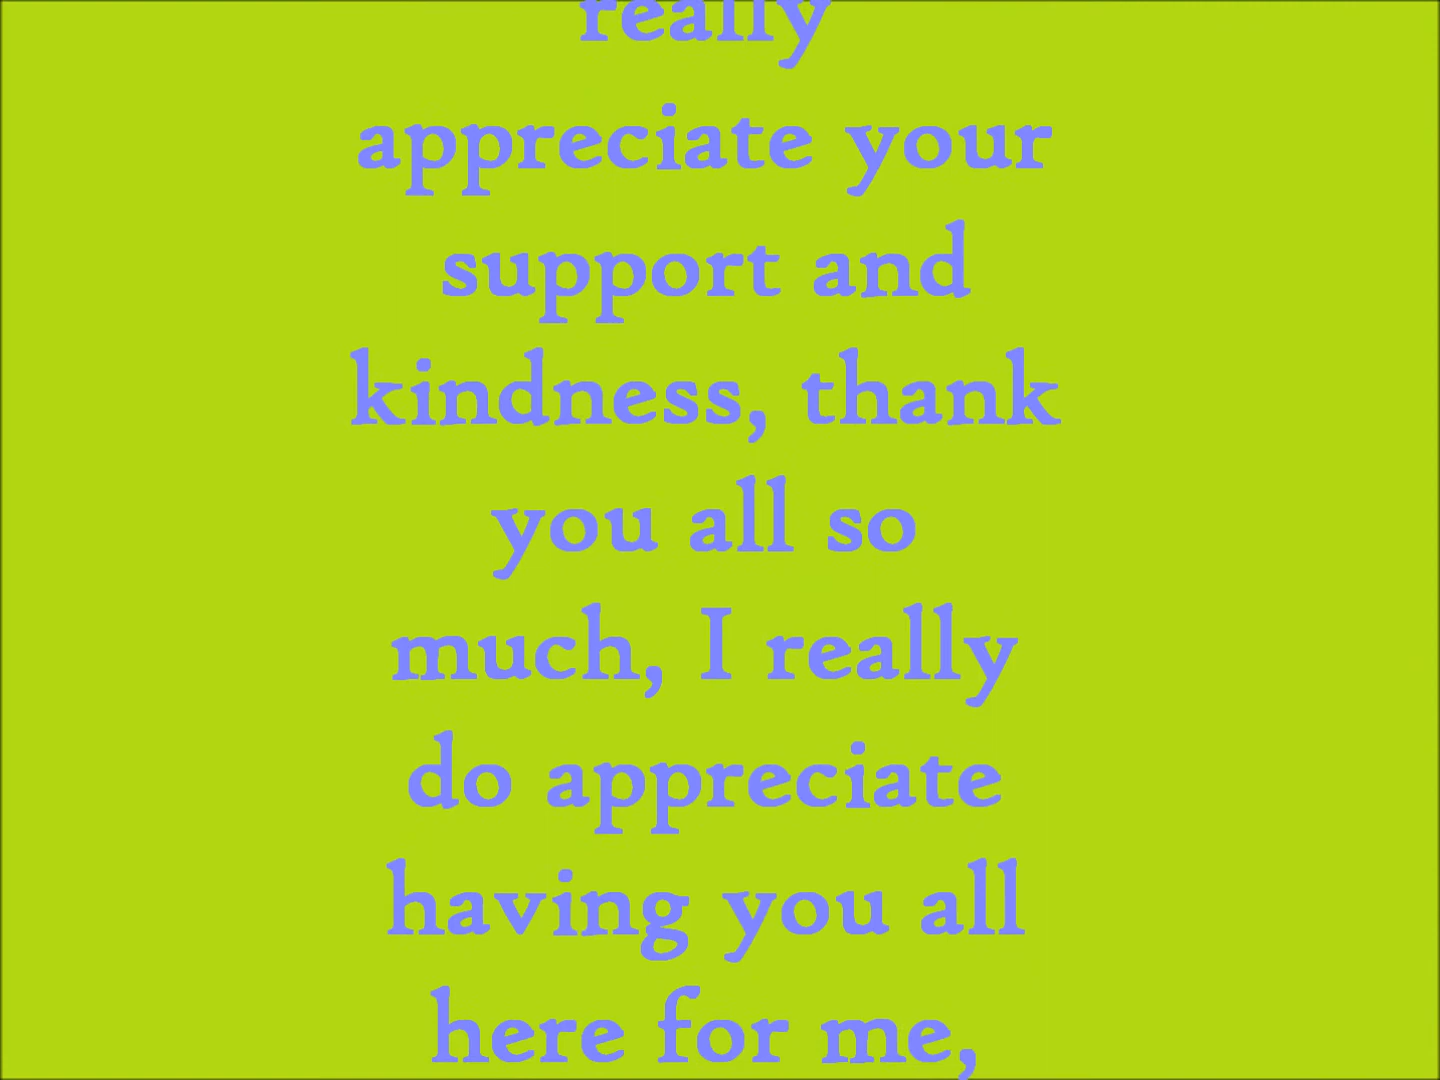 really
appreciate your
support and
kindness, thank
you all so
much, I really
do appreciate
having you all
here for me,